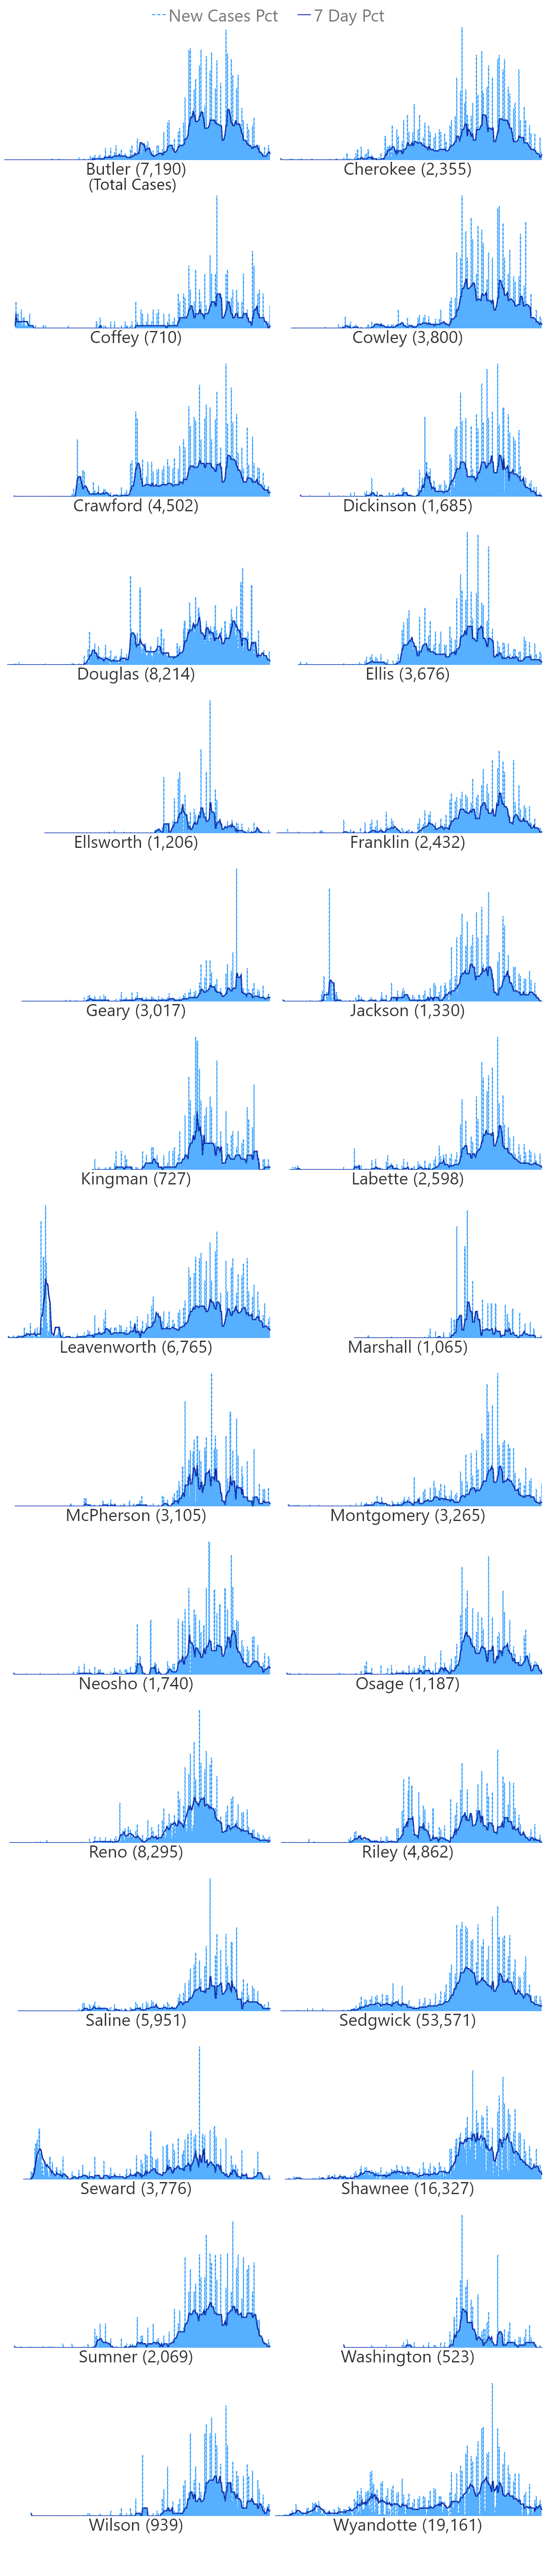 New Cases Pct 7 Day Pct
Butler (7,190) Cherokee (2,355)
(Total Cases)
Coffey (710) Cowley (3,800)
Crawford (4,502) Dickinson (1,685)
Douglas (8,214) Ellis (3,676)
Ellsworth (1,206) Franklin (2,432)
Geary (3,017) Jackson (1,330)
Kingman (727) Labette (2,598)
Leavenworth (6,765) Marshall (1,065)
McPherson (3,105) Montgomery (3,265)
Neosho (1,740) Osage (1,187)
Reno (8,295) Riley (4,862)
Saline (5,951) Sedgwick (53,571)
Seward (3,776) Shawnee (16,327)
Sumner (2,069) Washington (523)
Wilson (939) Wyandotte (19,161)